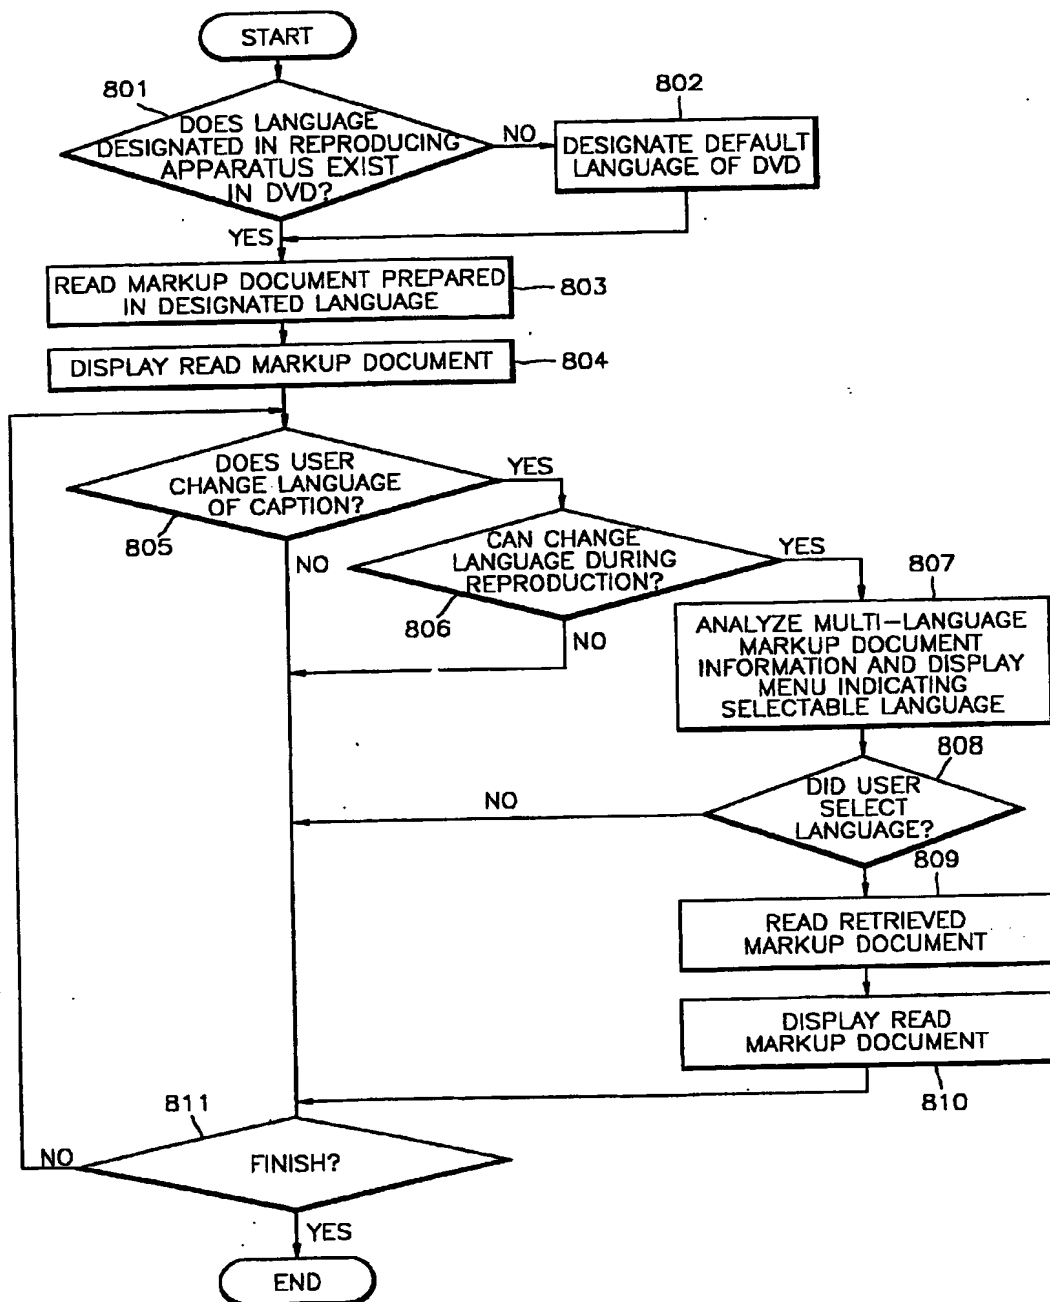 START
801
DOES LANGUAGE
DESIGNATED IN REPRODUCING
APPARATUS EXIST
IN DVD?
NO
802
DESIGNATE DEFAULT
LANGUAGE OF DVD
YES
READ MARKUP DOCUMENT PREPARED
IN DESIGNATED LANGUAGE
803
DISPLAY READ MARKUP DOCUMENT
804
DOES USER
CHANGE LANGUAGE
OF CAPTION?
805
YES
NO
CAN CHANGE
LANGUAGE DURING
REPRODUCTION?
806
YES
NO
807
ANALYZE MULTI-LANGUAGE
MARKUP DOCUMENT
INFORMATION AND DISPLAY
MENU INDICATING
SELECTABLE LANGUAGE
808
DID USER
SELECT
LANGUAGE?
NO
809
READ RETRIEVED
MARKUP DOCUMENT
DISPLAY READ
MARKUP DOCUMENT
810
811
FINISH?
NO
YES
END